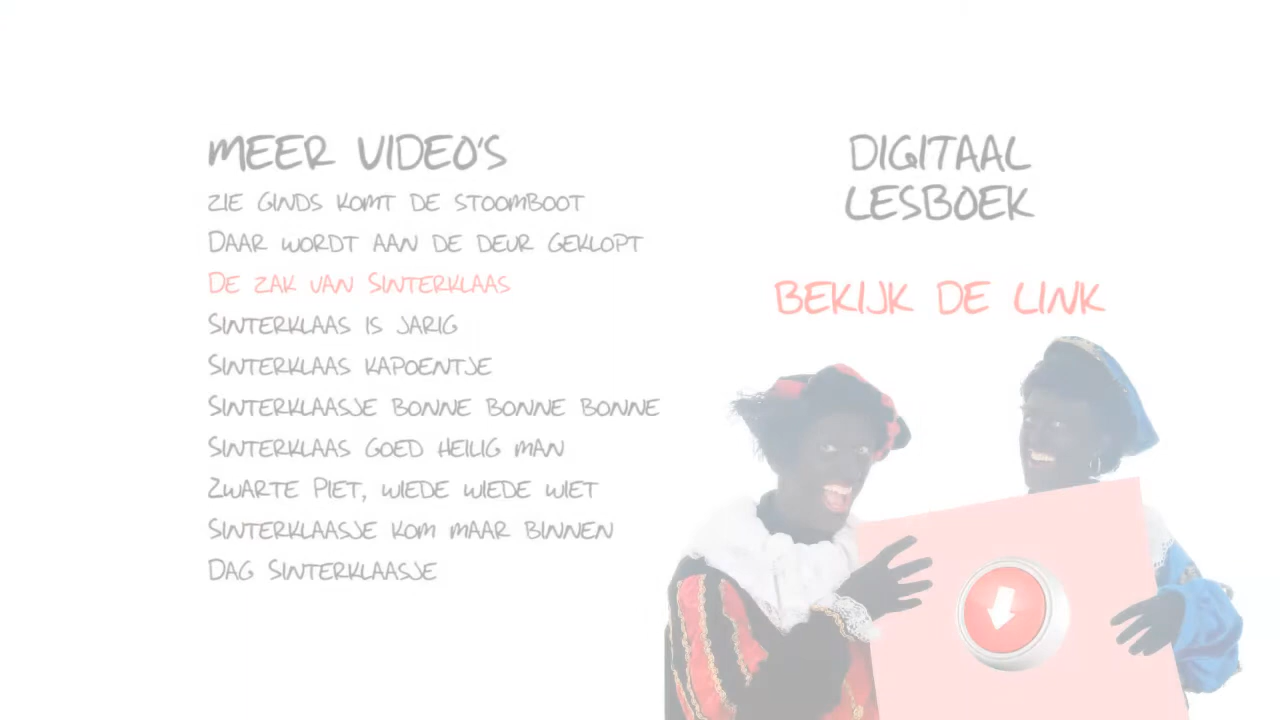 MEER VIDEO'S
ZIE GINDS KOMT DE STOOMBOOT
DAAR WORDT AAN DE DEUR GEKLOPT
DE ZAK VAN SINTERKLAAS
SINTERKLAAS IS JARIG
SINTERKLAAS KAPOENTJE
SINTERKLAASJE BONNE BONNE BONNE
SINTERKLAAS GOED HEILIG MAN
ZWARTE PIET, WIEDE WIEDE WIET
SINTERKLAASJE KOM MAAR BINNEN
DAG SINTERKLAASJE
DIGITAAL
LESBOEK
BEKIJK DE LINK